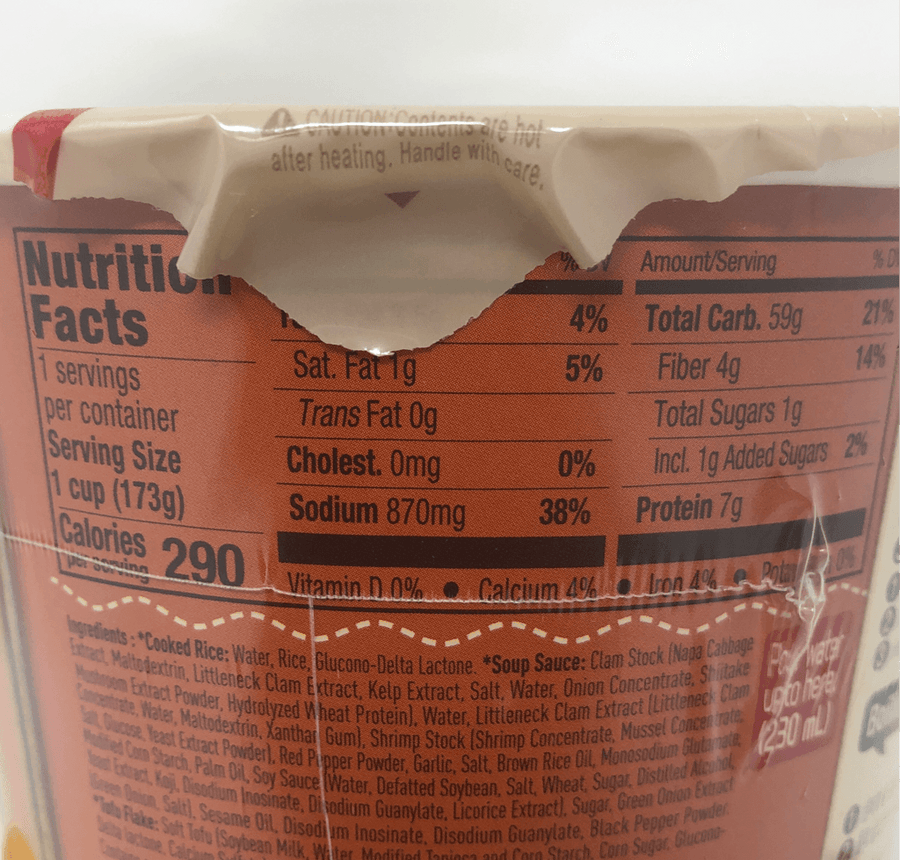 CAUTION: Contents are hot
after heating. Handle with care.
Nutrition
Facts
1 servings
per container
Serving Size
1 cup (173g)
Calories
per serving 290
% DV
4%
Sat. Fat 1g 5%
Trans Fat 0g
Cholest. 0mg 0%
Sodium 870mg 38%
Amount/Serving % D
Total Carb. 59g 21%
Fiber 4g 14%
Total Sugars 1g
Incl. 1g Added Sugars 2%
Protein 7g
Vitamin D 0% ● Calcium 4% ● Iron 4% ● 0%
Pour water
up to here
(230 mL)
Ingredients : *Cooked Rice: Water, Rice, Glucono-Delta Lactone. *Soup Sauce: Clam Stock (Napa Cabbage
Extract, Maltodextrin, Littleneck Clam Extract, Kelp Extract, Salt, Water, Onion Concentrate, Shiitake
Mushroom Extract Powder, Hydrolyzed Wheat Protein), Water, Littleneck Clam Extract (Littleneck Clam
Concentrate, Water, Maltodextrin, Xanthan Gum), Shrimp Stock (Shrimp Concentrate, Mussel Concentrate,
Salt, Glucose, Yeast Extract Powder), Red Pepper Powder, Garlic, Salt, Brown Rice Oil, Monosodium Glutamate,
Modified Corn Starch, Palm Oil, Soy Sauce (Water, Defatted Soybean, Salt, Wheat, Sugar, Distilled Alcohol,
Yeast Extract, Koji, Disodium Inosinate, Disodium Guanylate, Licorice Extract), Sugar, Green Onion Extract
(Green Onion, Salt), Sesame Oil, Disodium Inosinate, Disodium Guanylate, Black Pepper Powder.
*Tofu Flake: Soft Tofu (Soybean Milk, Water, Modified Tapioca and Corn Starch, Corn Sugar, Glucono-
Delta lactone, Calcium